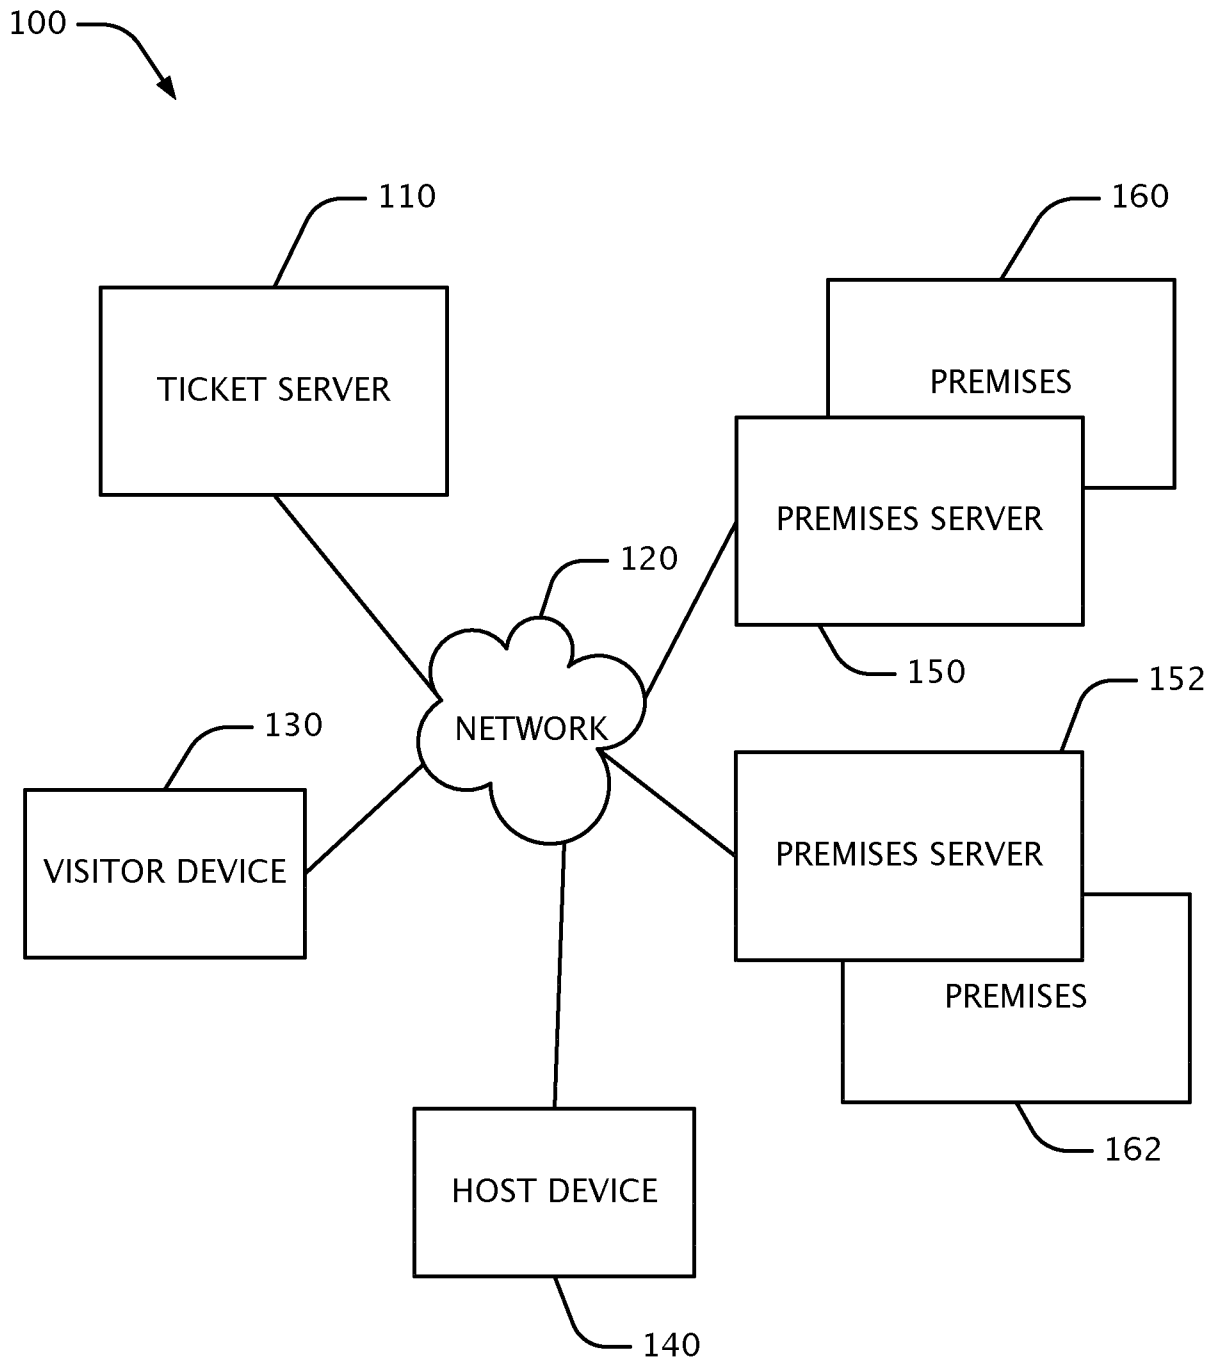 100
110
160
TICKET SERVER
PREMISES
PREMISES SERVER
120
150
152
130
NETWORK
VISITOR DEVICE
PREMISES SERVER
PREMISES
162
HOST DEVICE
140